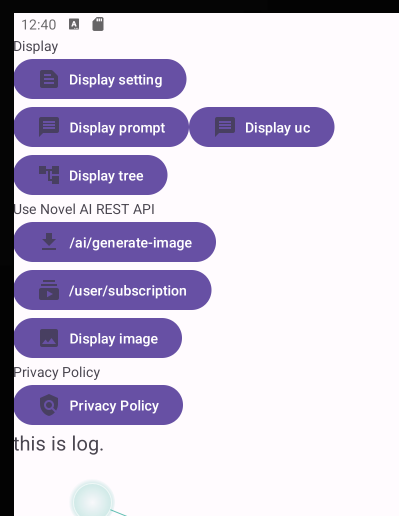 12:40 A
Display
Display setting
Display prompt Display uc
Display tree
Use Novel AI REST API
/ai/generate-image
/user/subscription
Display image
Privacy Policy
Privacy Policy
this is log.